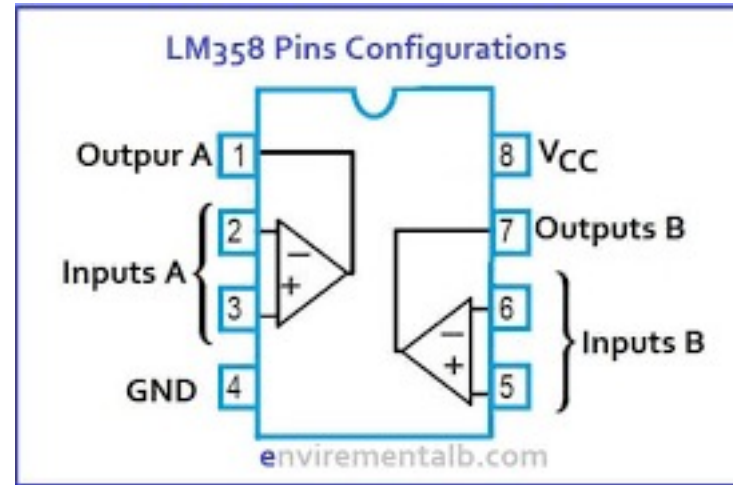 LM358 Pins Configurations
Outpur A 1
8 VCC
2
7 Outputs B
Inputs A
−
+
3
6
−
+
Inputs B
GND 4
5
envirementalb.com